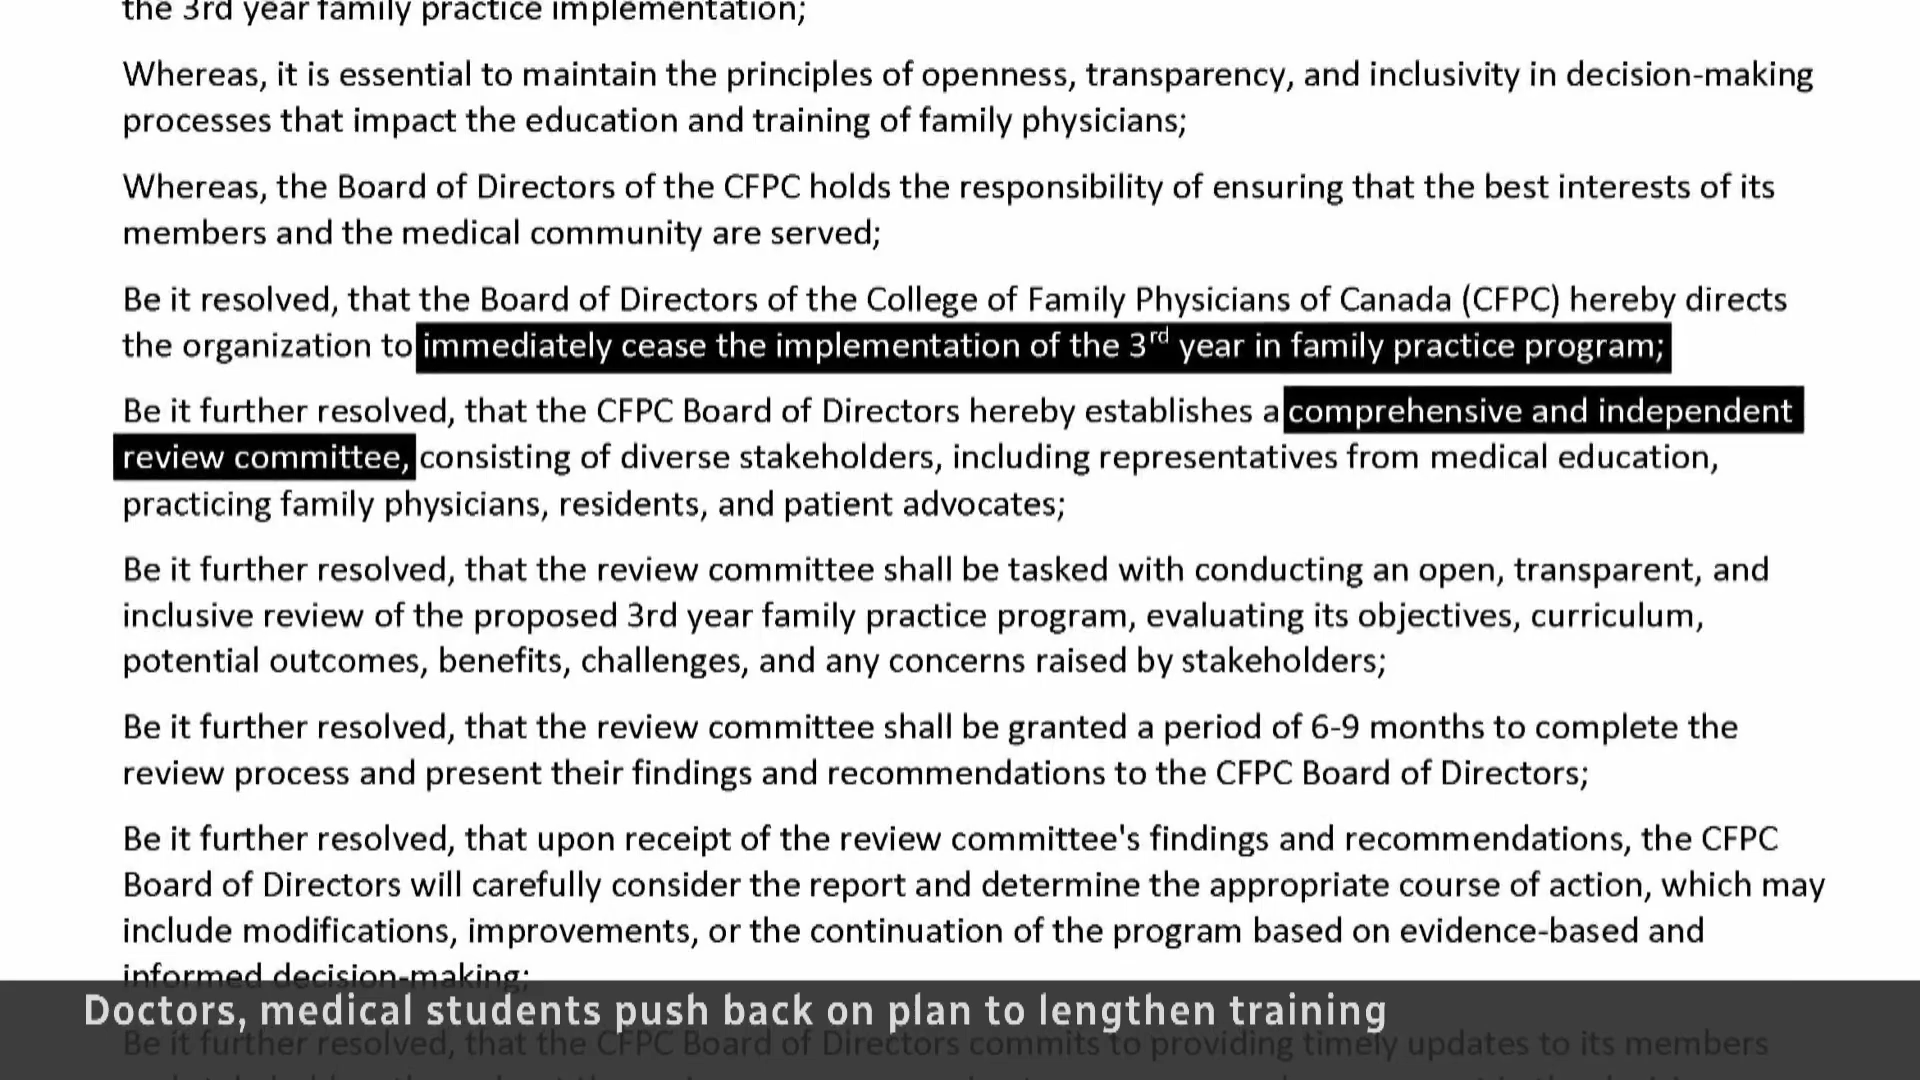 the 3rd year family practice implementation;
Whereas, it is essential to maintain the principles of openness, transparency, and inclusivity in decision-making
processes that impact the education and training of family physicians;
Whereas, the Board of Directors of the CFPC holds the responsibility of ensuring that the best interests of its
members and the medical community are served;
Be it resolved, that the Board of Directors of the College of Family Physicians of Canada (CFPC) hereby directs
the organization to immediately cease the implementation of the 3rd year in family practice program;
Be it further resolved, that the CFPC Board of Directors hereby establishes a comprehensive and independent
review committee, consisting of diverse stakeholders, including representatives from medical education,
practicing family physicians, residents, and patient advocates;
Be it further resolved, that the review committee shall be tasked with conducting an open, transparent, and
inclusive review of the proposed 3rd year family practice program, evaluating its objectives, curriculum,
potential outcomes, benefits, challenges, and any concerns raised by stakeholders;
Be it further resolved, that the review committee shall be granted a period of 6-9 months to complete the
review process and present their findings and recommendations to the CFPC Board of Directors;
Be it further resolved, that upon receipt of the review committee's findings and recommendations, the CFPC
Board of Directors will carefully consider the report and determine the appropriate course of action, which may
include modifications, improvements, or the continuation of the program based on evidence-based and
informed decision-making;
Doctors, medical students push back on plan to lengthen training
Be it further resolved, that the CFPC Board of Directors commits to providing timely updates to its members